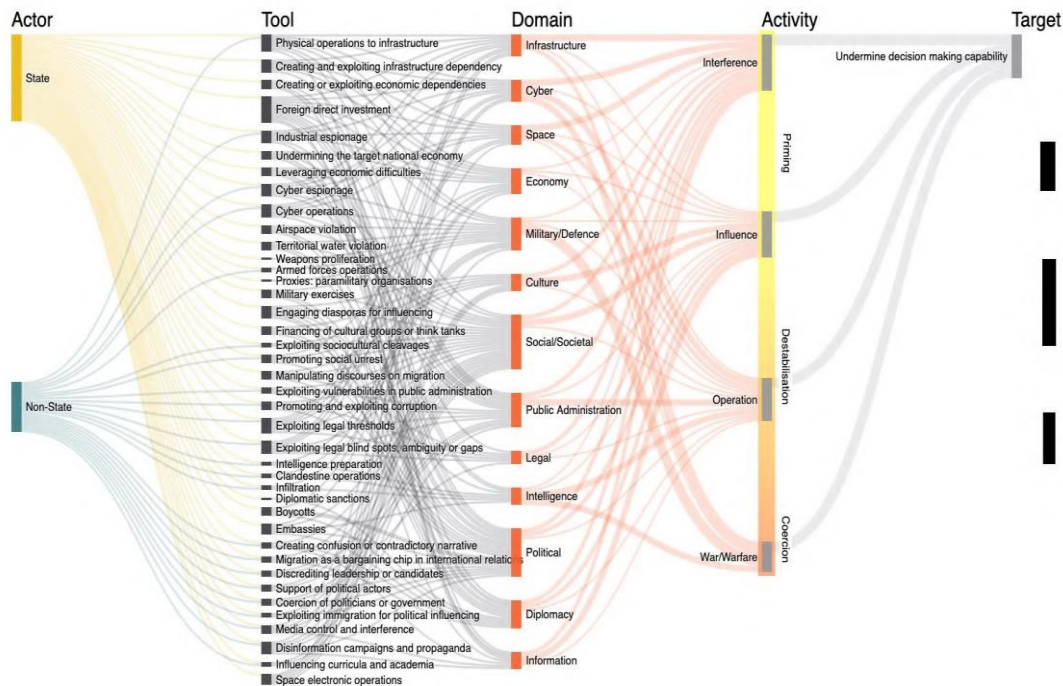 Actor
Tool
Domain
Activity
Target
State
Non-State
Physical operations to infrastructure
Creating and exploiting infrastructure dependency
Creating or exploiting economic dependencies
Foreign direct investment
Industrial espionage
Undermining the target national economy
Leveraging economic difficulties
Cyber espionage
Cyber operations
Airspace violation
Territorial water violation
Weapons proliferation
Armed forces operations
Proxies: paramilitary organisations
Military exercises
Engaging diasporas for influencing
Financing of cultural groups or think tanks
Exploiting sociocultural cleavages
Promoting social unrest
Manipulating discourses on migration
Exploiting vulnerabilities in public administration
Promoting and exploiting corruption
Exploiting legal thresholds
Exploiting legal blind spots, ambiguity or gaps
Intelligence preparation
Clandestine operations
Infiltration
Diplomatic sanctions
Boycotts
Embassies
Creating confusion or contradictory narrative
Migration as a bargaining chip in international relations
Discrediting leadership or candidates
Support of political actors
Coercion of politicians or government
Exploiting immigration for political influencing
Media control and interference
Disinformation campaigns and propaganda
Influencing curricula and academia
Space electronic operations
Infrastructure
Cyber
Space
Economy
Military/Defence
Culture
Social/Societal
Public Administration
Legal
Intelligence
Political
Diplomacy
Information
Interference
Influence
Operation
War/Warfare
Priming
Destabilisation
Coercion
Undermine decision making capability